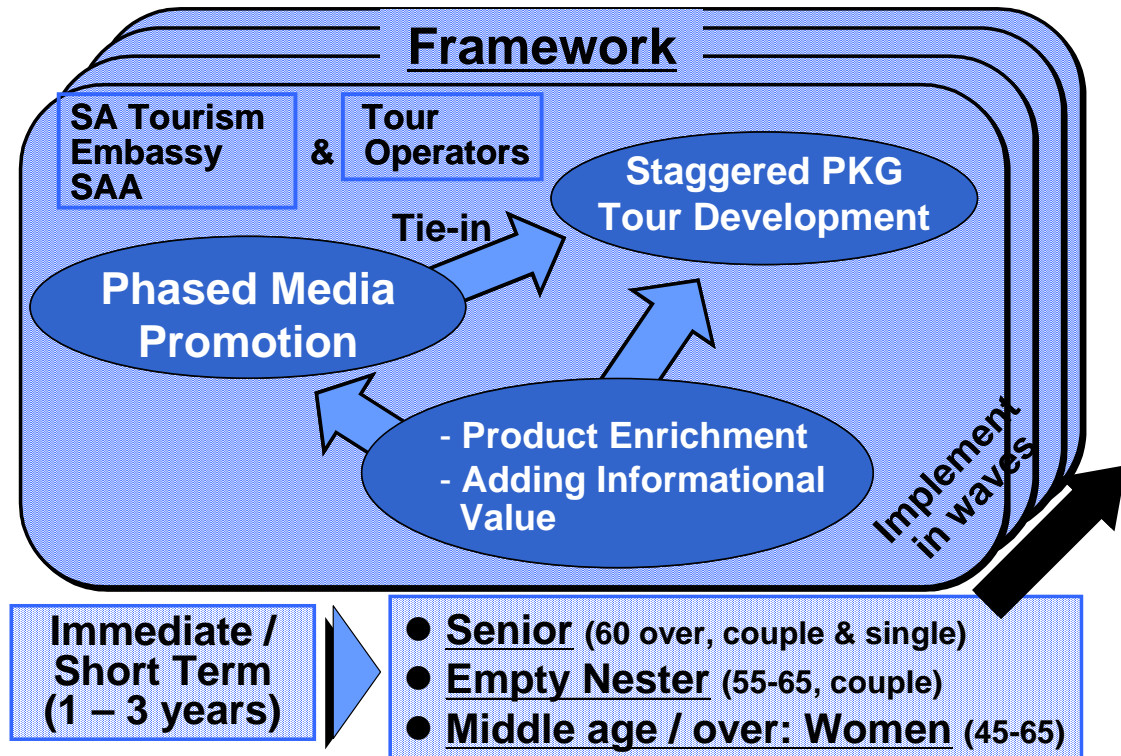 Framework
SA Tourism
Embassy
SAA
&
Tour
Operators
Staggered PKG
Tour Development
Tie-in
Phased Media
Promotion
- Product Enrichment
- Adding Informational
Value
Implement
in waves
Immediate /
Short Term
(1 – 3 years)
● Senior (60 over, couple & single)
● Empty Nester (55-65, couple)
● Middle age / over: Women (45-65)